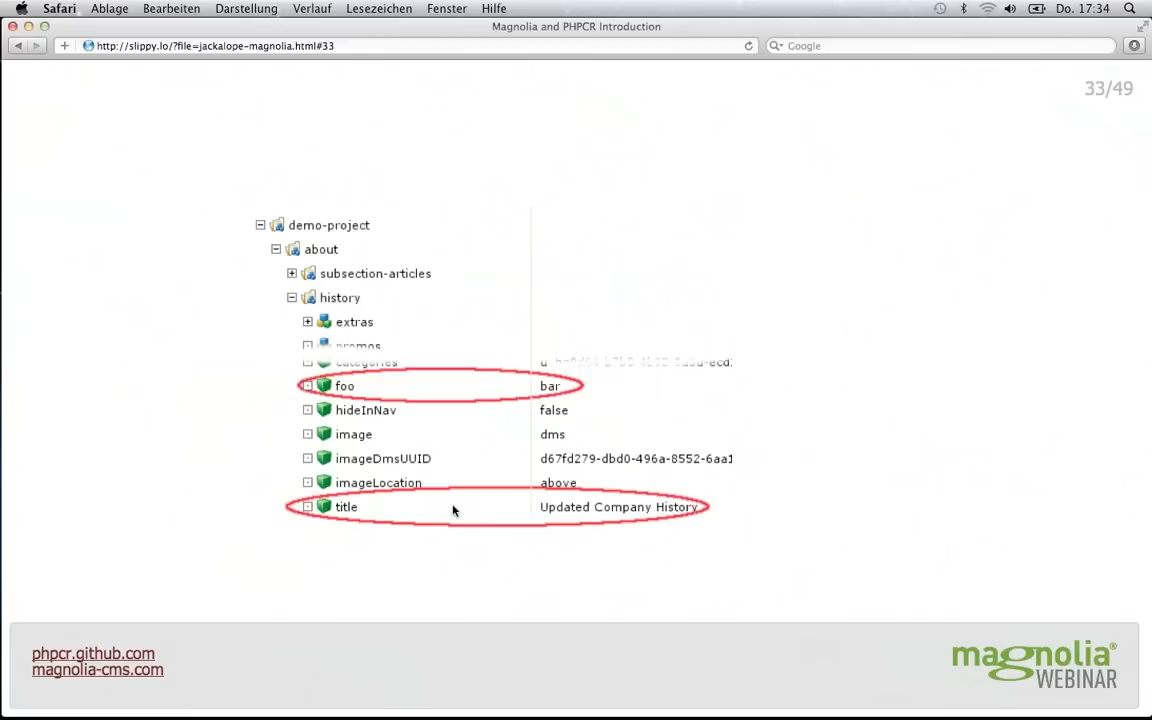 Safari Ablage Bearbeiten Darstellung Verlauf Lesezeichen Fenster Hilfe Do. 17:34
Magnolia and PHPCR Introduction
http://slippy.lo/?file=jackalope-magnolia.html#33 Google
33/49
demo-project
about
subsection-articles
history
extras
promos
categories
foo bar
hideInNav false
image dms
imageDmsUUID d67fd279-dbd0-496a-8552-6aa1
imageLocation above
title Updated Company History
phpcr.github.com
magnolia-cms.com
magnolia®
WEBINAR